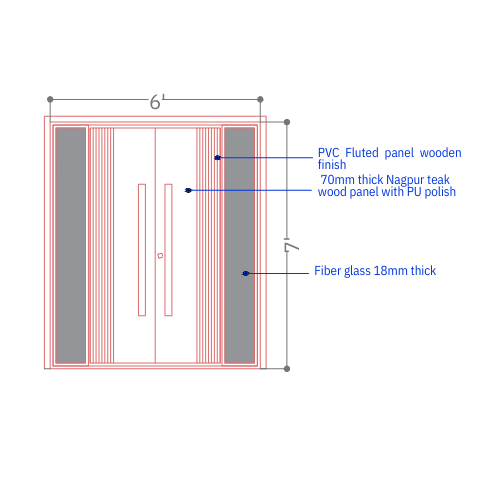 6'
PVC Fluted panel wooden
finish
70mm thick Nagpur teak
wood panel with PU polish
7'
Fiber glass 18mm thick